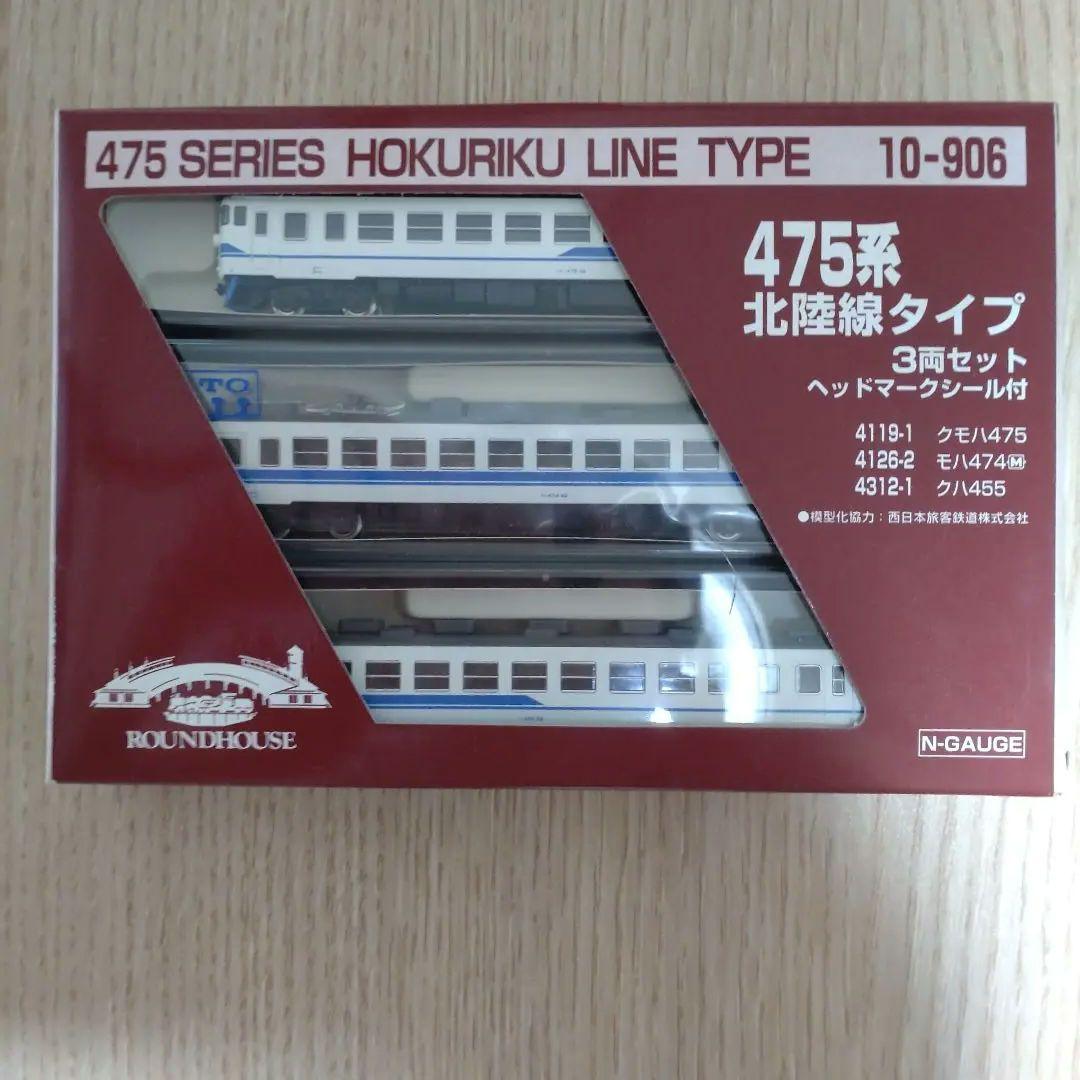 475 SERIES HOKURIKU LINE TYPE 10-906
475系
北陸線タイプ
3両セット
ヘッドマークシール付
4119-1 クモハ475
4126-2 モハ474Ⓜ
4312-1 クハ455
●模型化協力：西日本旅客鉄道株式会社
TO
ROUNDHOUSE
N-GAUGE